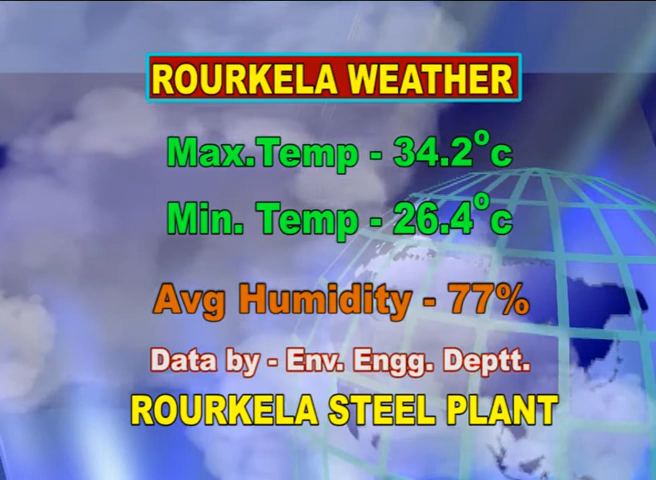 ROURKELA WEATHER
Max.Temp - 34.2°c
Min. Temp - 26.4°c
Avg Humidity - 77%
Data by - Env. Engg. Deptt.
ROURKELA STEEL PLANT